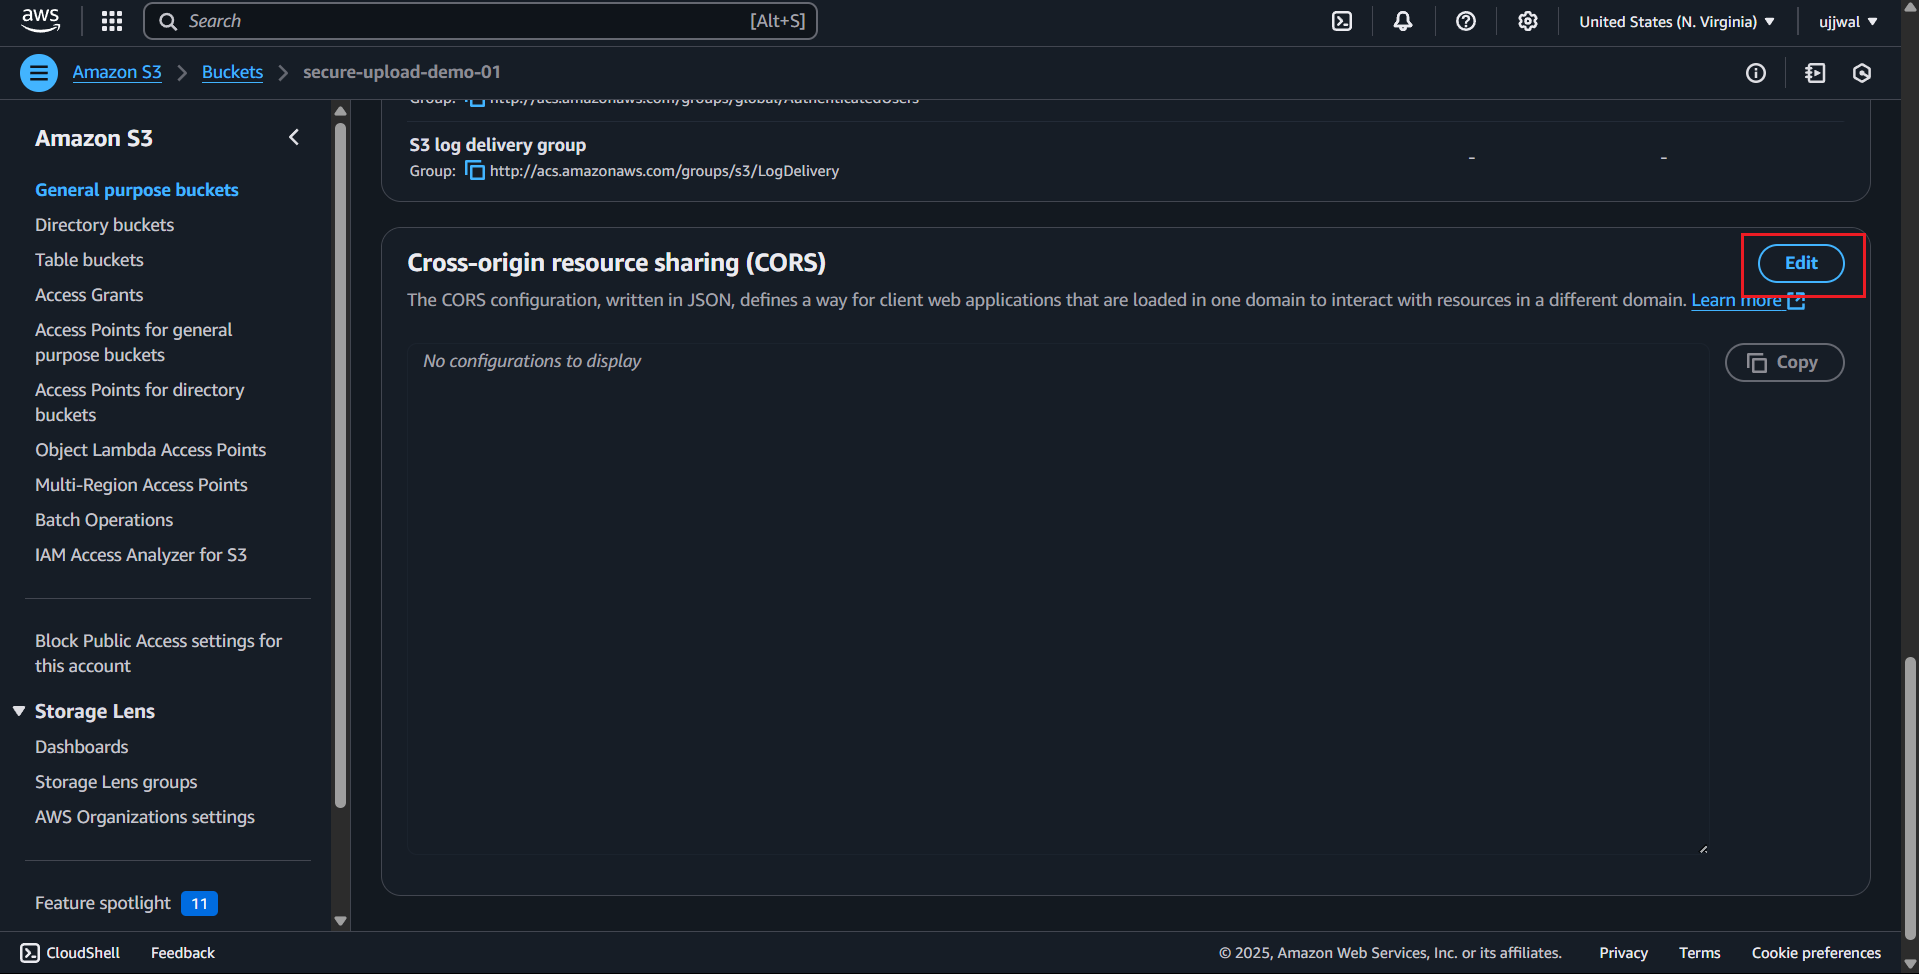 aws
Search
[Alt+S]
United States (N. Virginia)
ujjwal
Amazon S3
Buckets
secure-upload-demo-01
Amazon S3
General purpose buckets
Directory buckets
Table buckets
Access Grants
Access Points for general
purpose buckets
Access Points for directory
buckets
Object Lambda Access Points
Multi-Region Access Points
Batch Operations
IAM Access Analyzer for S3
Block Public Access settings for
this account
Storage Lens
Dashboards
Storage Lens groups
AWS Organizations settings
Feature spotlight 11
Group: http://acs.amazonaws.com/groups/global/AuthenticatedUsers
S3 log delivery group
Group: http://acs.amazonaws.com/groups/s3/LogDelivery
- -
Cross-origin resource sharing (CORS)
Edit
The CORS configuration, written in JSON, defines a way for client web applications that are loaded in one domain to interact with resources in a different domain. Learn more
No configurations to display
Copy
CloudShell
Feedback
© 2025, Amazon Web Services, Inc. or its affiliates.
Privacy
Terms
Cookie preferences